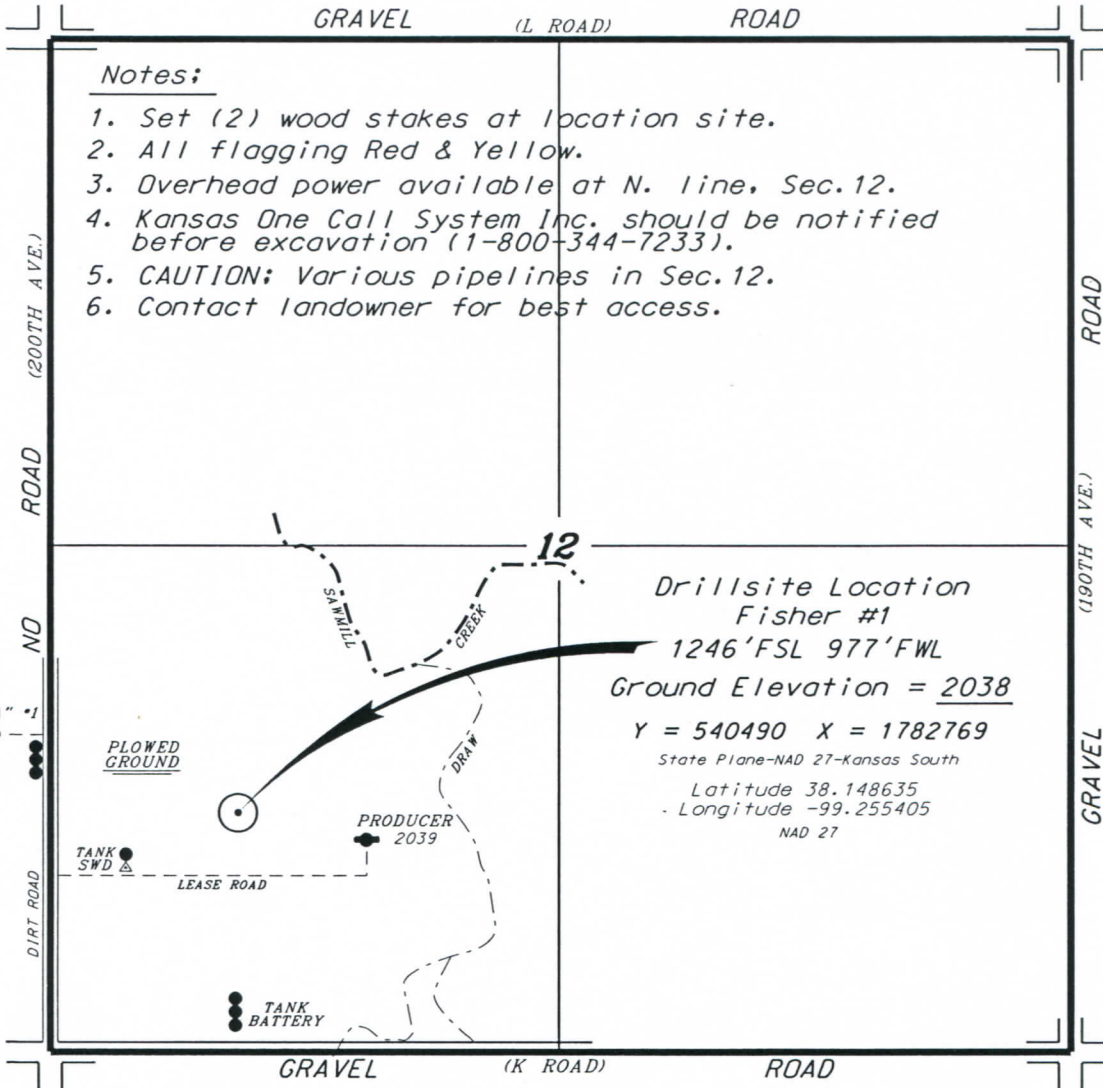 GRAVEL (L ROAD) ROAD
Notes:
1. Set (2) wood stakes at location site.
2. All flagging Red & Yellow.
3. Overhead power available at N. line, Sec.12.
4. Kansas One Call System Inc. should be notified
before excavation (1-800-344-7233).
5. CAUTION: Various pipelines in Sec.12.
6. Contact landowner for best access.
(200TH AVE.)
NO ROAD
ROAD
(190TH AVE.)
GRAVEL
12
SAWMILL
CREEK
Drillsite Location
Fisher #1
1246'FSL 977'FWL
Ground Elevation = 2038
Y = 540490 X = 1782769
State Plane-NAD 27-Kansas South
Latitude 38.148635
Longitude -99.255405
NAD 27
" #1
PLOWED
GROUND
DRAW
PRODUCER
2039
TANK
SWD
LEASE ROAD
DIRT ROAD
TANK
BATTERY
GRAVEL (K ROAD) ROAD